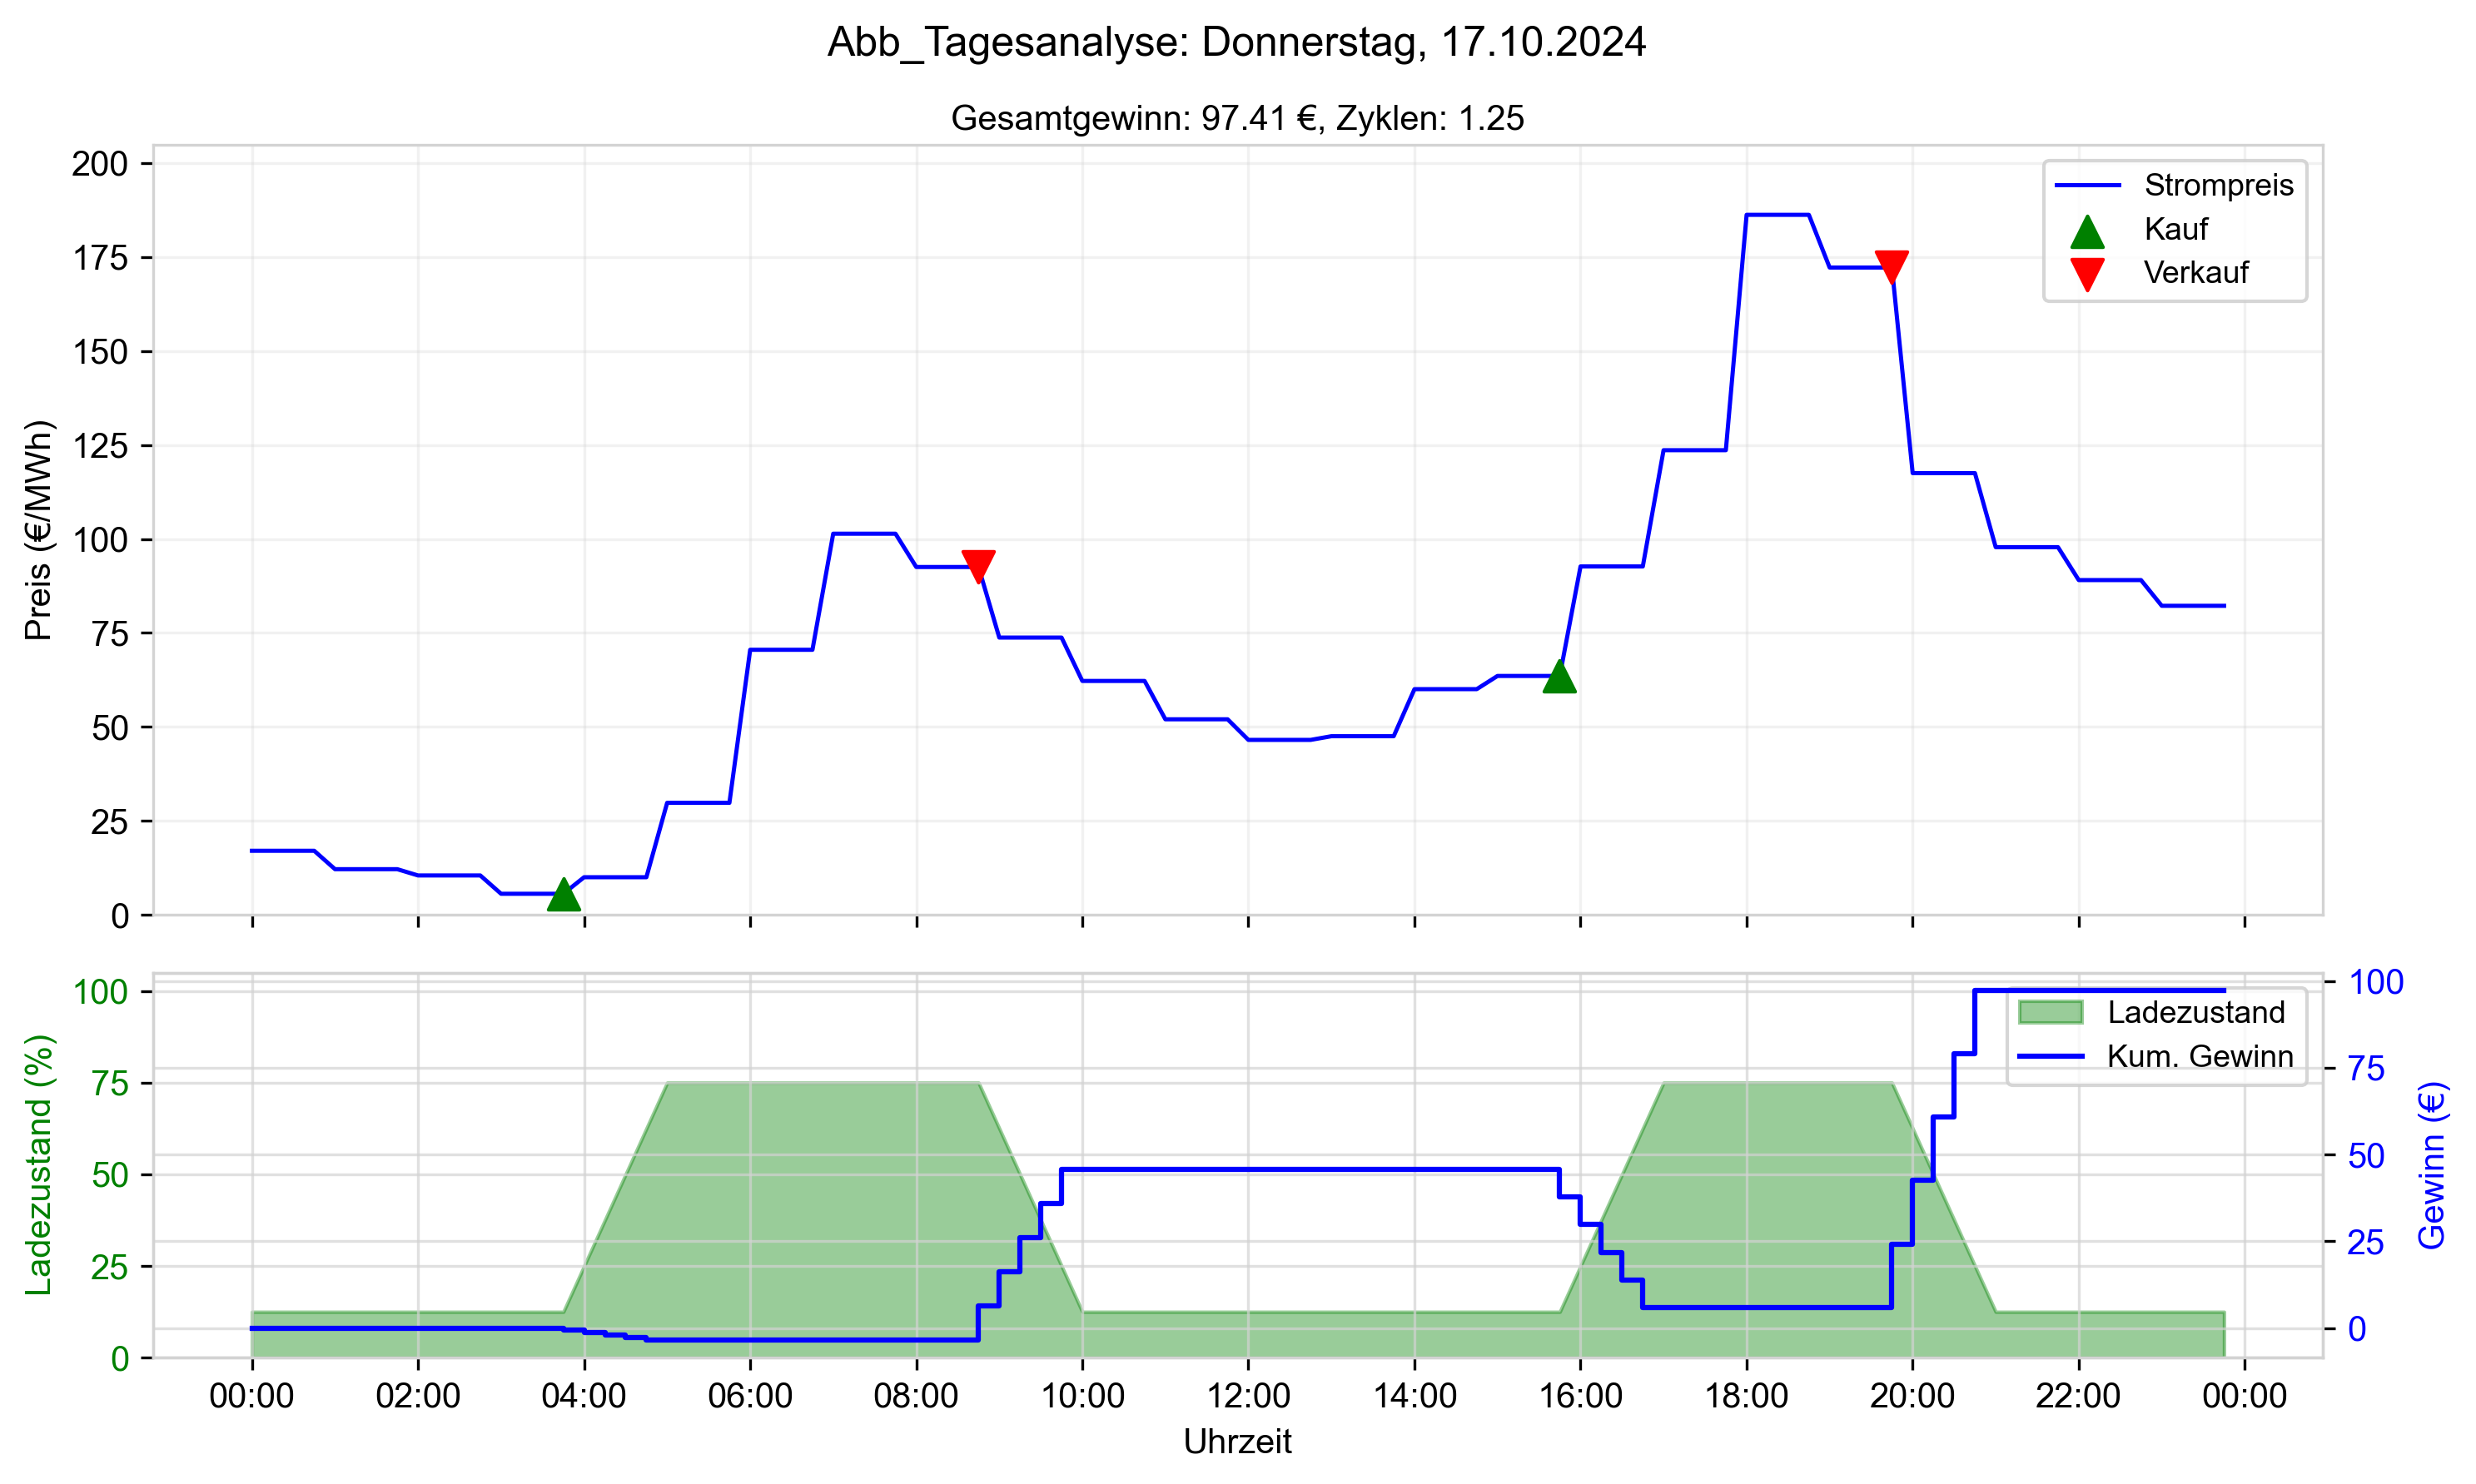 Abb_Tagesanalyse: Donnerstag, 17.10.2024
Gesamtgewinn: 97.41 €, Zyklen: 1.25
200
175
150
125
100
75
50
25
0
Preis (€/MWh)
Strompreis
Kauf
Verkauf
100
75
50
25
0
Ladezustand (%)
Ladezustand
Kum. Gewinn
100
75
50
25
0
Gewinn (€)
00:00 02:00 04:00 06:00 08:00 10:00 12:00 14:00 16:00 18:00 20:00 22:00 00:00
Uhrzeit